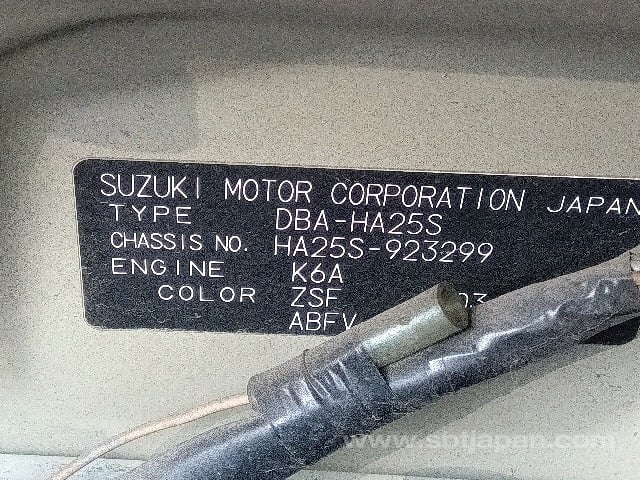 SUZUKI MOTOR CORPORATION JAPAN
TYPE DBA-HA25S
CHASSIS NO. HA25S-923299
ENGINE K6A
COLOR ZSF 03
ABFV
www.sbtjapan.com